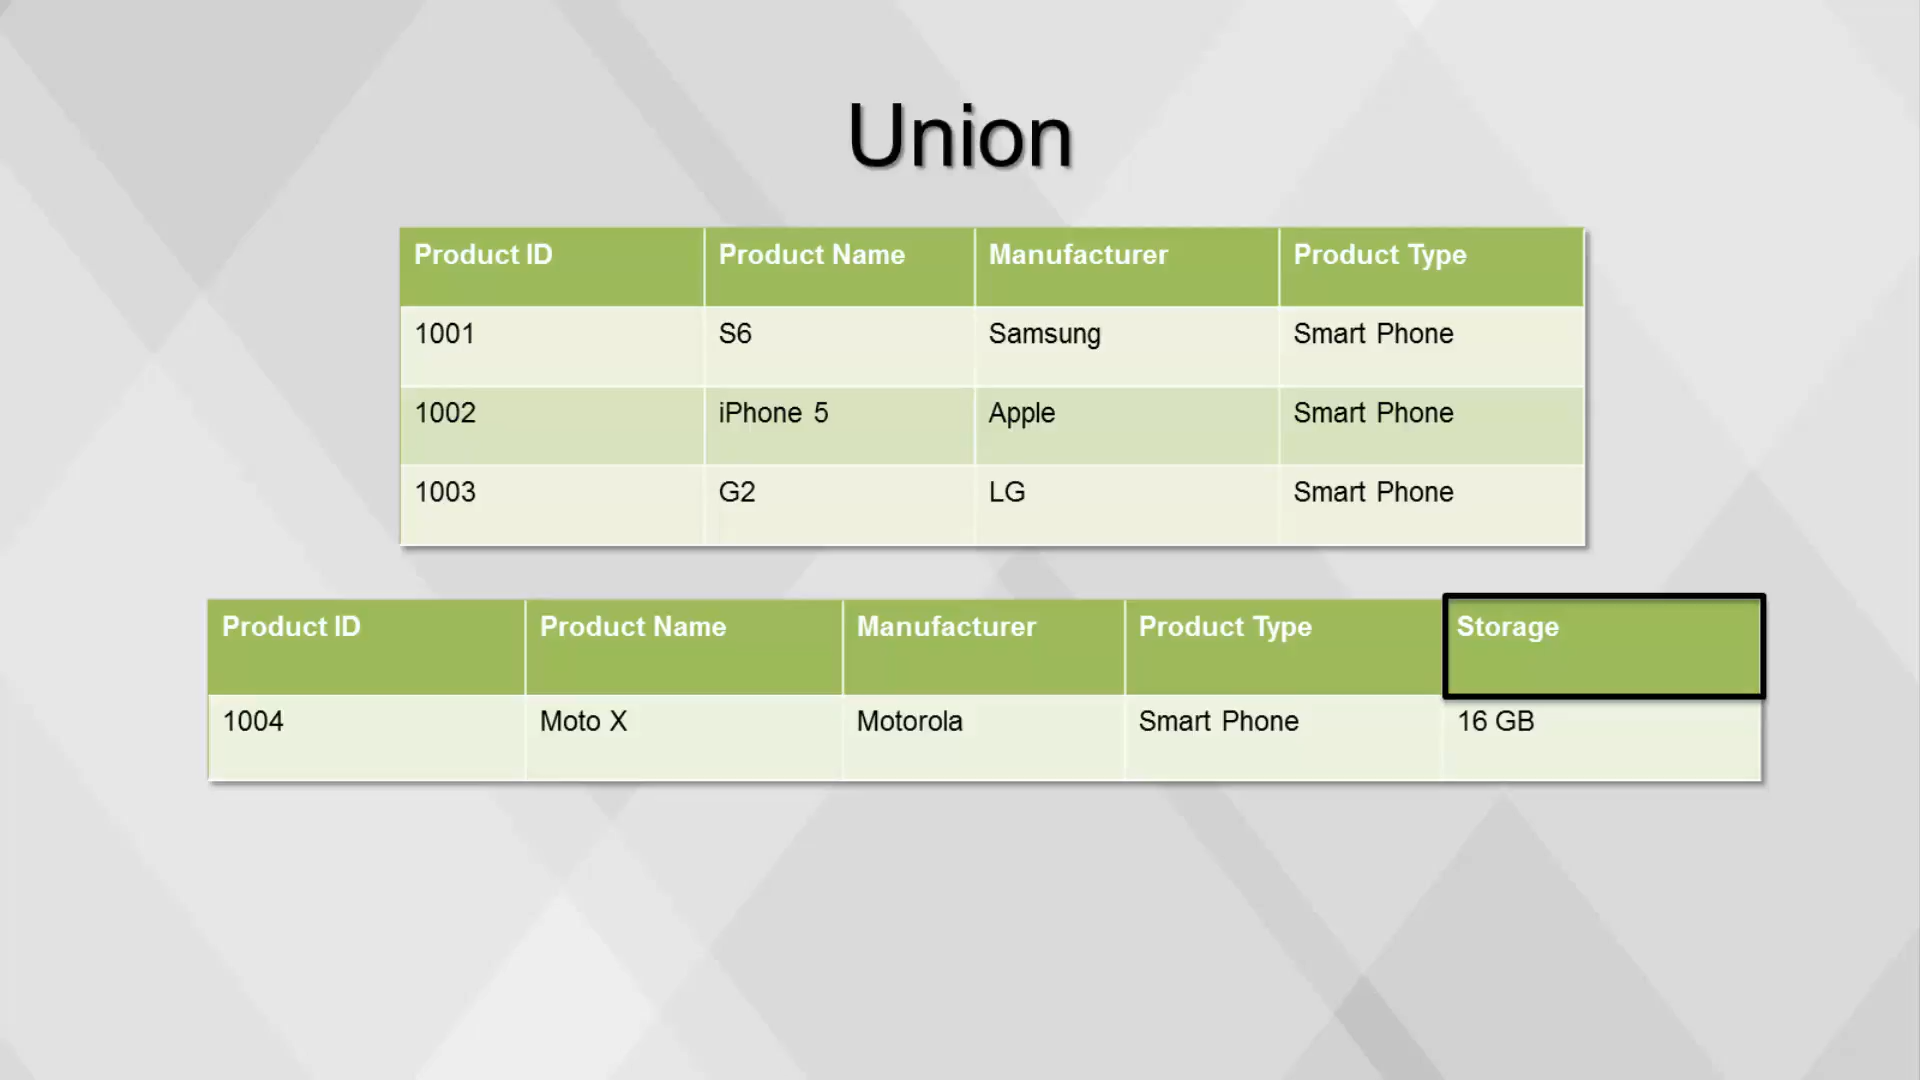 Union
Product ID Product Name Manufacturer Product Type
1001 S6 Samsung Smart Phone
1002 iPhone 5 Apple Smart Phone
1003 G2 LG Smart Phone
Product ID Product Name Manufacturer Product Type Storage
1004 Moto X Motorola Smart Phone 16 GB